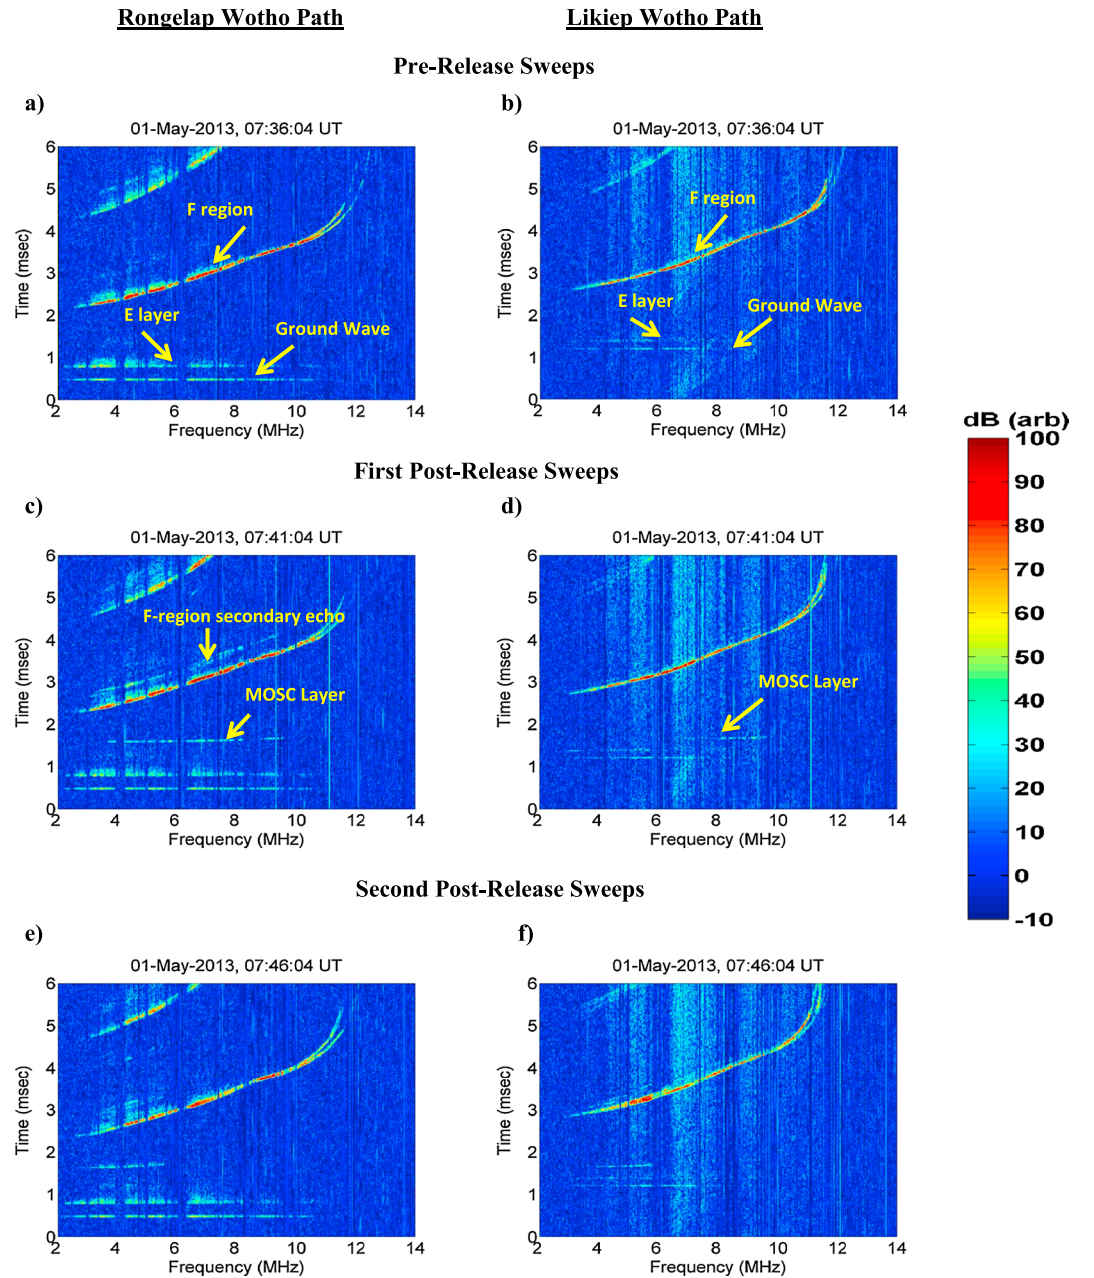 Rongelap Wotho Path
Likiep Wotho Path
Pre-Release Sweeps
a)
b)
01-May-2013, 07:36:04 UT
01-May-2013, 07:36:04 UT
6
5
4
3
2
1
0
Time (msec)
F region
E layer
Ground Wave
2 4 6 8 10 12 14
Frequency (MHz)
6
5
4
3
2
1
0
Time (msec)
F region
E layer
Ground Wave
2 4 6 8 10 12 14
Frequency (MHz)
First Post-Release Sweeps
c)
d)
01-May-2013, 07:41:04 UT
01-May-2013, 07:41:04 UT
6
5
4
3
2
1
0
Time (msec)
F-region secondary echo
MOSC Layer
2 4 6 8 10 12 14
Frequency (MHz)
6
5
4
3
2
1
0
Time (msec)
MOSC Layer
2 4 6 8 10 12 14
Frequency (MHz)
dB (arb)
100
90
80
70
60
50
40
30
20
10
0
-10
Second Post-Release Sweeps
e)
f)
01-May-2013, 07:46:04 UT
01-May-2013, 07:46:04 UT
6
5
4
3
2
1
0
Time (msec)
2 4 6 8 10 12 14
Frequency (MHz)
6
5
4
3
2
1
0
Time (msec)
2 4 6 8 10 12 14
Frequency (MHz)